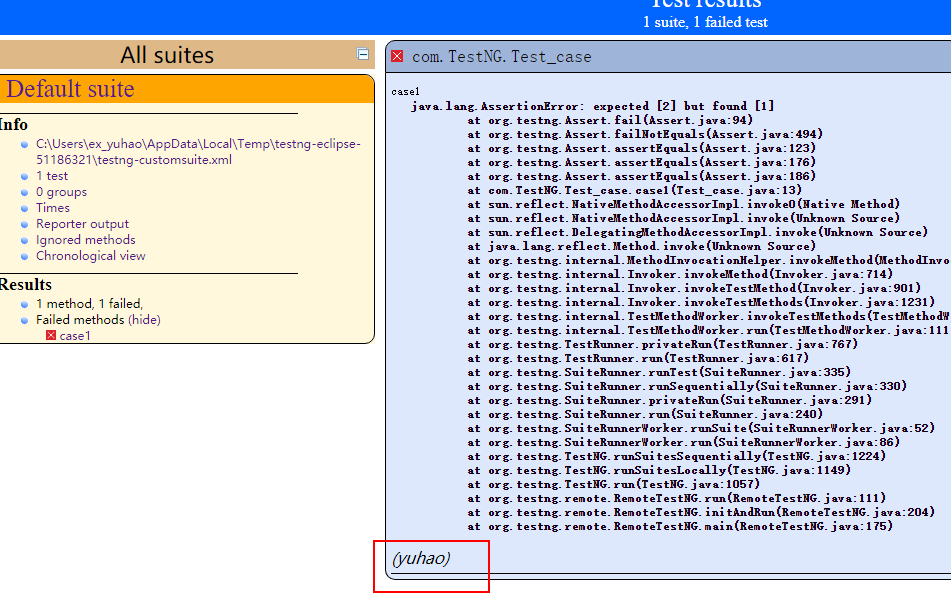 Test results
1 suite, 1 failed test
All suites
Default suite
Info
C:\Users\ex_yuhao\AppData\Local\Temp\testng-eclipse-
51186321\testng-customsuite.xml
1 test
0 groups
Times
Reporter output
Ignored methods
Chronological view
Results
1 method, 1 failed,
Failed methods (hide)
case1
com.TestNG.Test_case
case1
java.lang.AssertionError: expected [2] but found [1]
at org.testng.Assert.fail(Assert.java:94)
at org.testng.Assert.failNotEquals(Assert.java:494)
at org.testng.Assert.assertEquals(Assert.java:123)
at org.testng.Assert.assertEquals(Assert.java:176)
at org.testng.Assert.assertEquals(Assert.java:186)
at com.TestNG.Test_case.case1(Test_case.java:13)
at sun.reflect.NativeMethodAccessorImpl.invoke0(Native Method)
at sun.reflect.NativeMethodAccessorImpl.invoke(Unknown Source)
at sun.reflect.DelegatingMethodAccessorImpl.invoke(Unknown Source)
at java.lang.reflect.Method.invoke(Unknown Source)
at org.testng.internal.MethodInvocationHelper.invokeMethod(MethodInvo
at org.testng.internal.Invoker.invokeMethod(Invoker.java:714)
at org.testng.internal.Invoker.invokeTestMethod(Invoker.java:901)
at org.testng.internal.Invoker.invokeTestMethods(Invoker.java:1231)
at org.testng.internal.TestMethodWorker.invokeTestMethods(TestMethodW
at org.testng.internal.TestMethodWorker.run(TestMethodWorker.java:111
at org.testng.TestRunner.privateRun(TestRunner.java:767)
at org.testng.TestRunner.run(TestRunner.java:617)
at org.testng.SuiteRunner.runTest(SuiteRunner.java:335)
at org.testng.SuiteRunner.runSequentially(SuiteRunner.java:330)
at org.testng.SuiteRunner.privateRun(SuiteRunner.java:291)
at org.testng.SuiteRunner.run(SuiteRunner.java:240)
at org.testng.SuiteRunnerWorker.runSuite(SuiteRunnerWorker.java:52)
at org.testng.SuiteRunnerWorker.run(SuiteRunnerWorker.java:86)
at org.testng.TestNG.runSuitesSequentially(TestNG.java:1224)
at org.testng.TestNG.runSuitesLocally(TestNG.java:1149)
at org.testng.TestNG.run(TestNG.java:1057)
at org.testng.remote.RemoteTestNG.run(RemoteTestNG.java:111)
at org.testng.remote.RemoteTestNG.initAndRun(RemoteTestNG.java:204)
at org.testng.remote.RemoteTestNG.main(RemoteTestNG.java:175)
(yuhao)